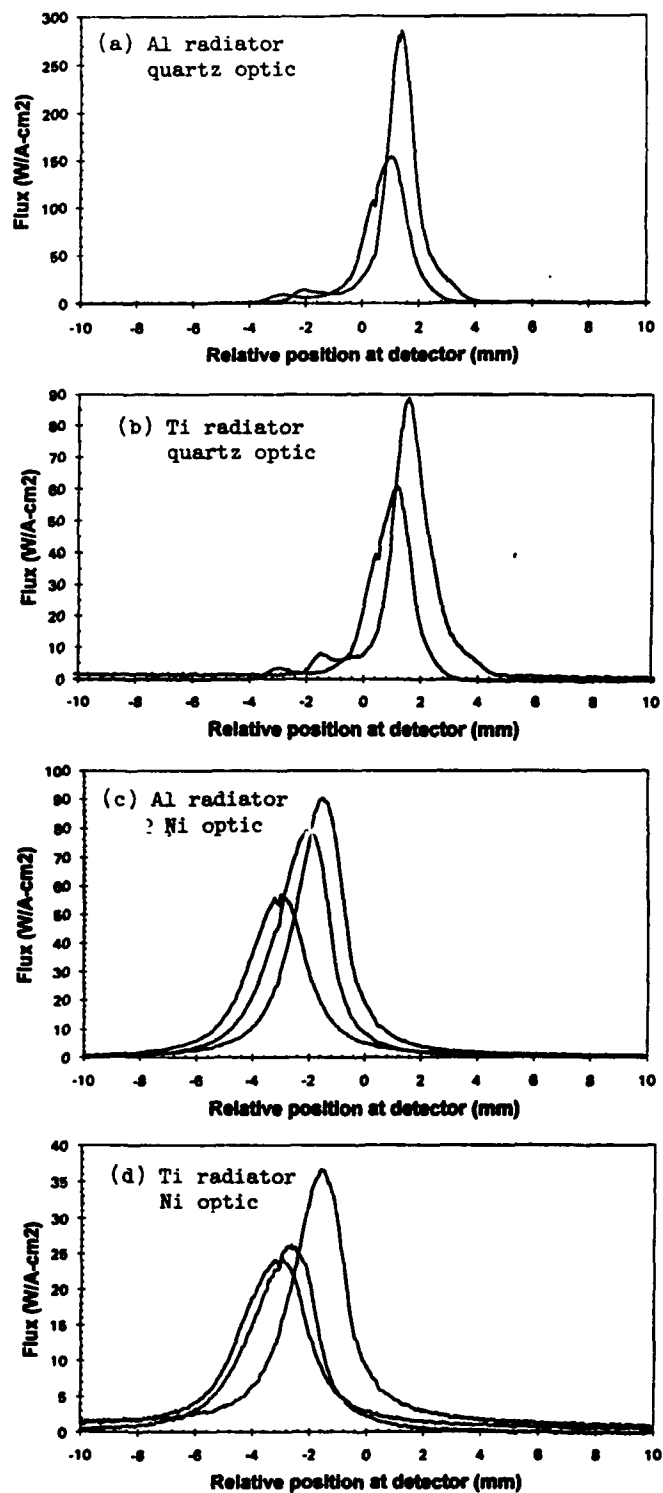 (a) Al radiator
quartz optic
300
250
200
150
100
50
0
Flux (W/A-cm2)
-10 -8 -6 -4 -2 0 2 4 6 8 10
Relative position at detector (mm)
(b) Ti radiator
quartz optic
90
80
70
60
50
40
30
20
10
0
Flux (W/A-cm2)
-10 -8 -6 -4 -2 0 2 4 6 8 10
Relative position at detector (mm)
(c) Al radiator
Ni optic
100
90
80
70
60
50
40
30
20
10
0
Flux (W/A-cm2)
-10 -8 -6 -4 -2 0 2 4 6 8 10
Relative position at detector (mm)
(d) Ti radiator
Ni optic
40
35
30
25
20
15
10
5
0
Flux (W/A-cm2)
-10 -8 -6 -4 -2 0 2 4 6 8 10
Relative position at detector (mm)